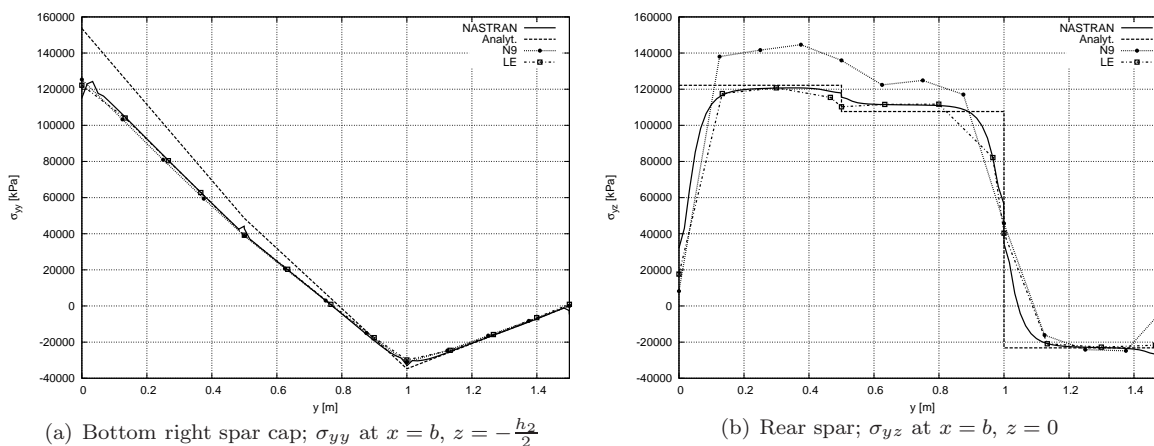 160000
140000
120000
100000
80000
60000
40000
20000
0
-20000
-40000
0 0.2 0.4 0.6 0.8 1 1.2 1.4
σyy [kPa]
y [m]
NASTRAN
Analyt.
N9
LE
(a) Bottom right spar cap; σyy at x = b, z = −h2/2
160000
140000
120000
100000
80000
60000
40000
20000
0
-20000
-40000
0 0.2 0.4 0.6 0.8 1 1.2 1.4
σyz [kPa]
y [m]
NASTRAN
Analyt.
N9
LE
(b) Rear spar; σyz at x = b, z = 0